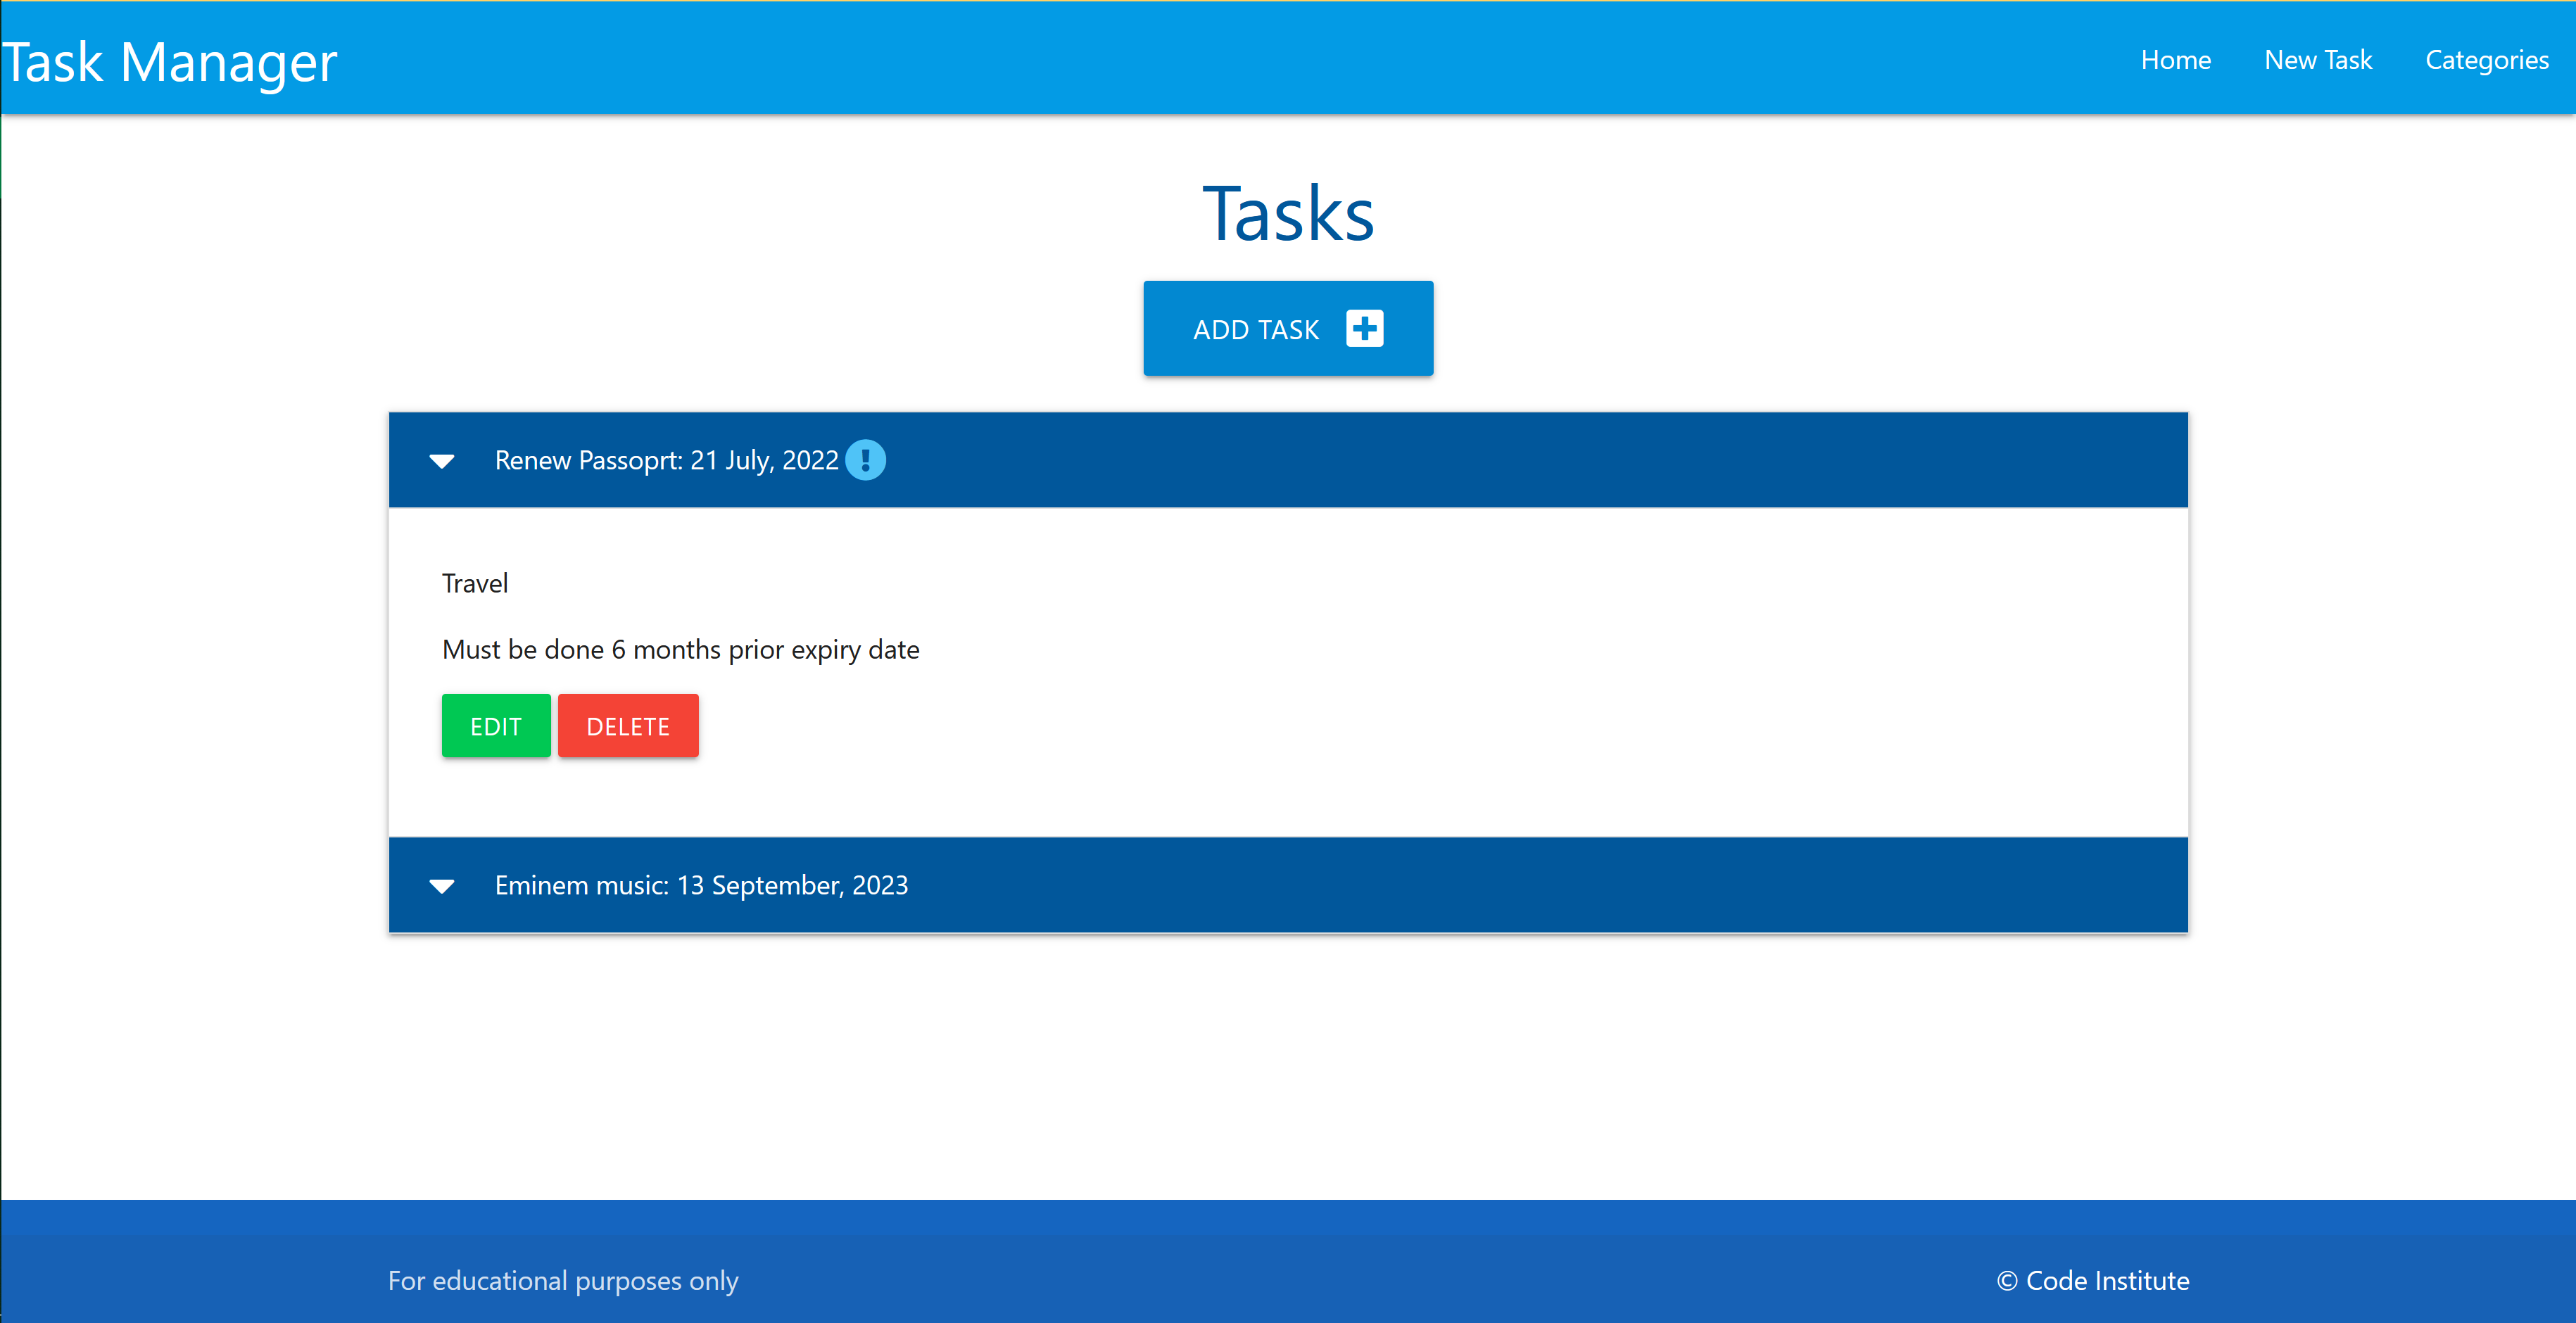 Task Manager
Home New Task Categories
Tasks
ADD TASK
Renew Passoprt: 21 July, 2022
Travel
Must be done 6 months prior expiry date
EDIT DELETE
Eminem music: 13 September, 2023
For educational purposes only
© Code Institute